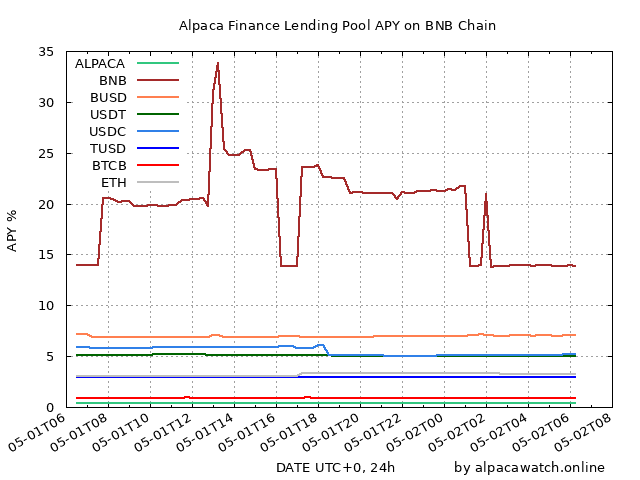 Alpaca Finance Lending Pool APY on BNB Chain
APY %
35
30
25
20
15
10
5
0
ALPACA
BNB
BUSD
USDT
USDC
TUSD
BTCB
ETH
05-01T06
05-01T08
05-01T10
05-01T12
05-01T14
05-01T16
05-01T18
05-01T20
05-01T22
05-02T00
05-02T02
05-02T04
05-02T06
05-02T08
DATE UTC+0, 24h
by alpacawatch.online